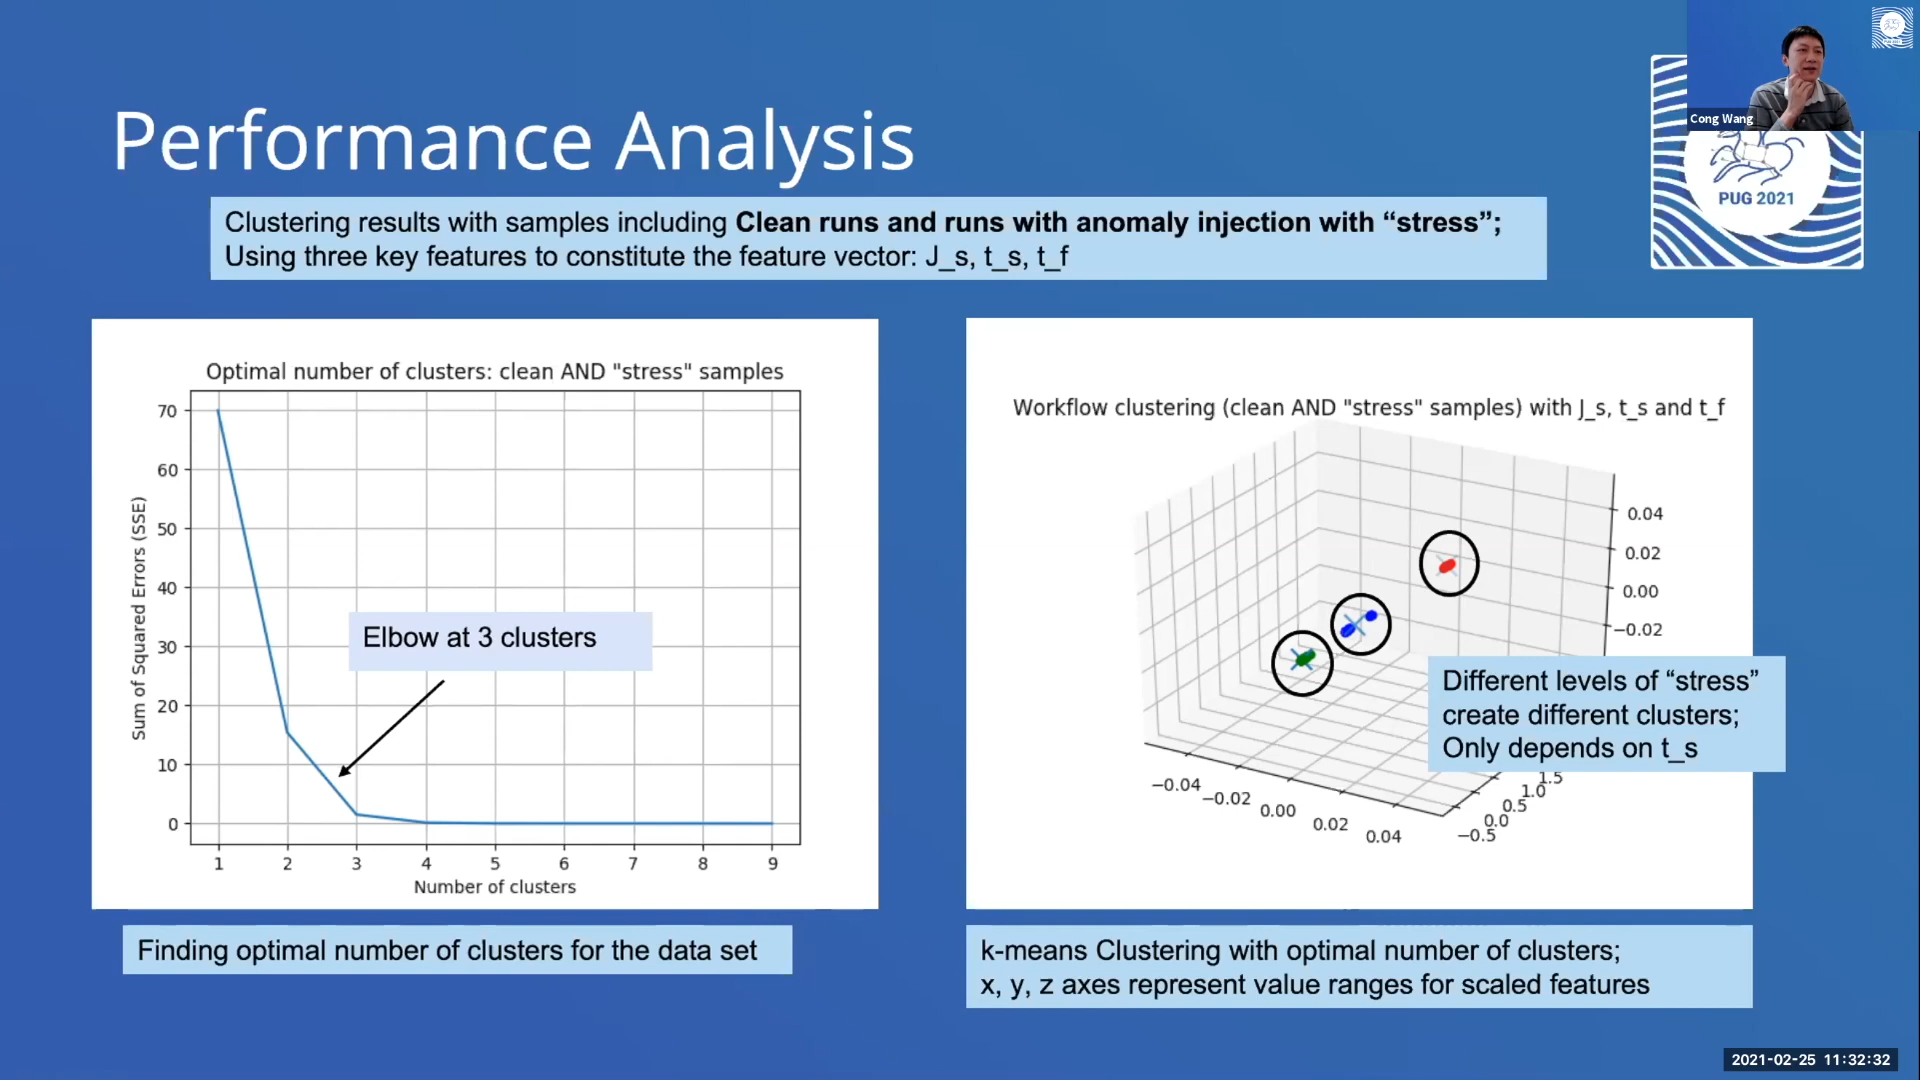 Cong Wang
PUG 2021
Performance Analysis
Clustering results with samples including Clean runs and runs with anomaly injection with “stress”;
Using three key features to constitute the feature vector: J_s, t_s, t_f
Optimal number of clusters: clean AND "stress" samples
70
60
50
40
30
20
10
0
Sum of Squared Errors (SSE)
Elbow at 3 clusters
1 2 3 4 5 6 7 8 9
Number of clusters
Finding optimal number of clusters for the data set
Workflow clustering (clean AND "stress" samples) with J_s, t_s and t_f
0.04
0.02
0.00
−0.02
Different levels of “stress”
create different clusters;
Only depends on t_s
1.5
1.0
0.5
0.0
−0.5
−0.04
−0.02
0.00
0.02
0.04
k-means Clustering with optimal number of clusters;
x, y, z axes represent value ranges for scaled features
2021-02-25 11:32:32